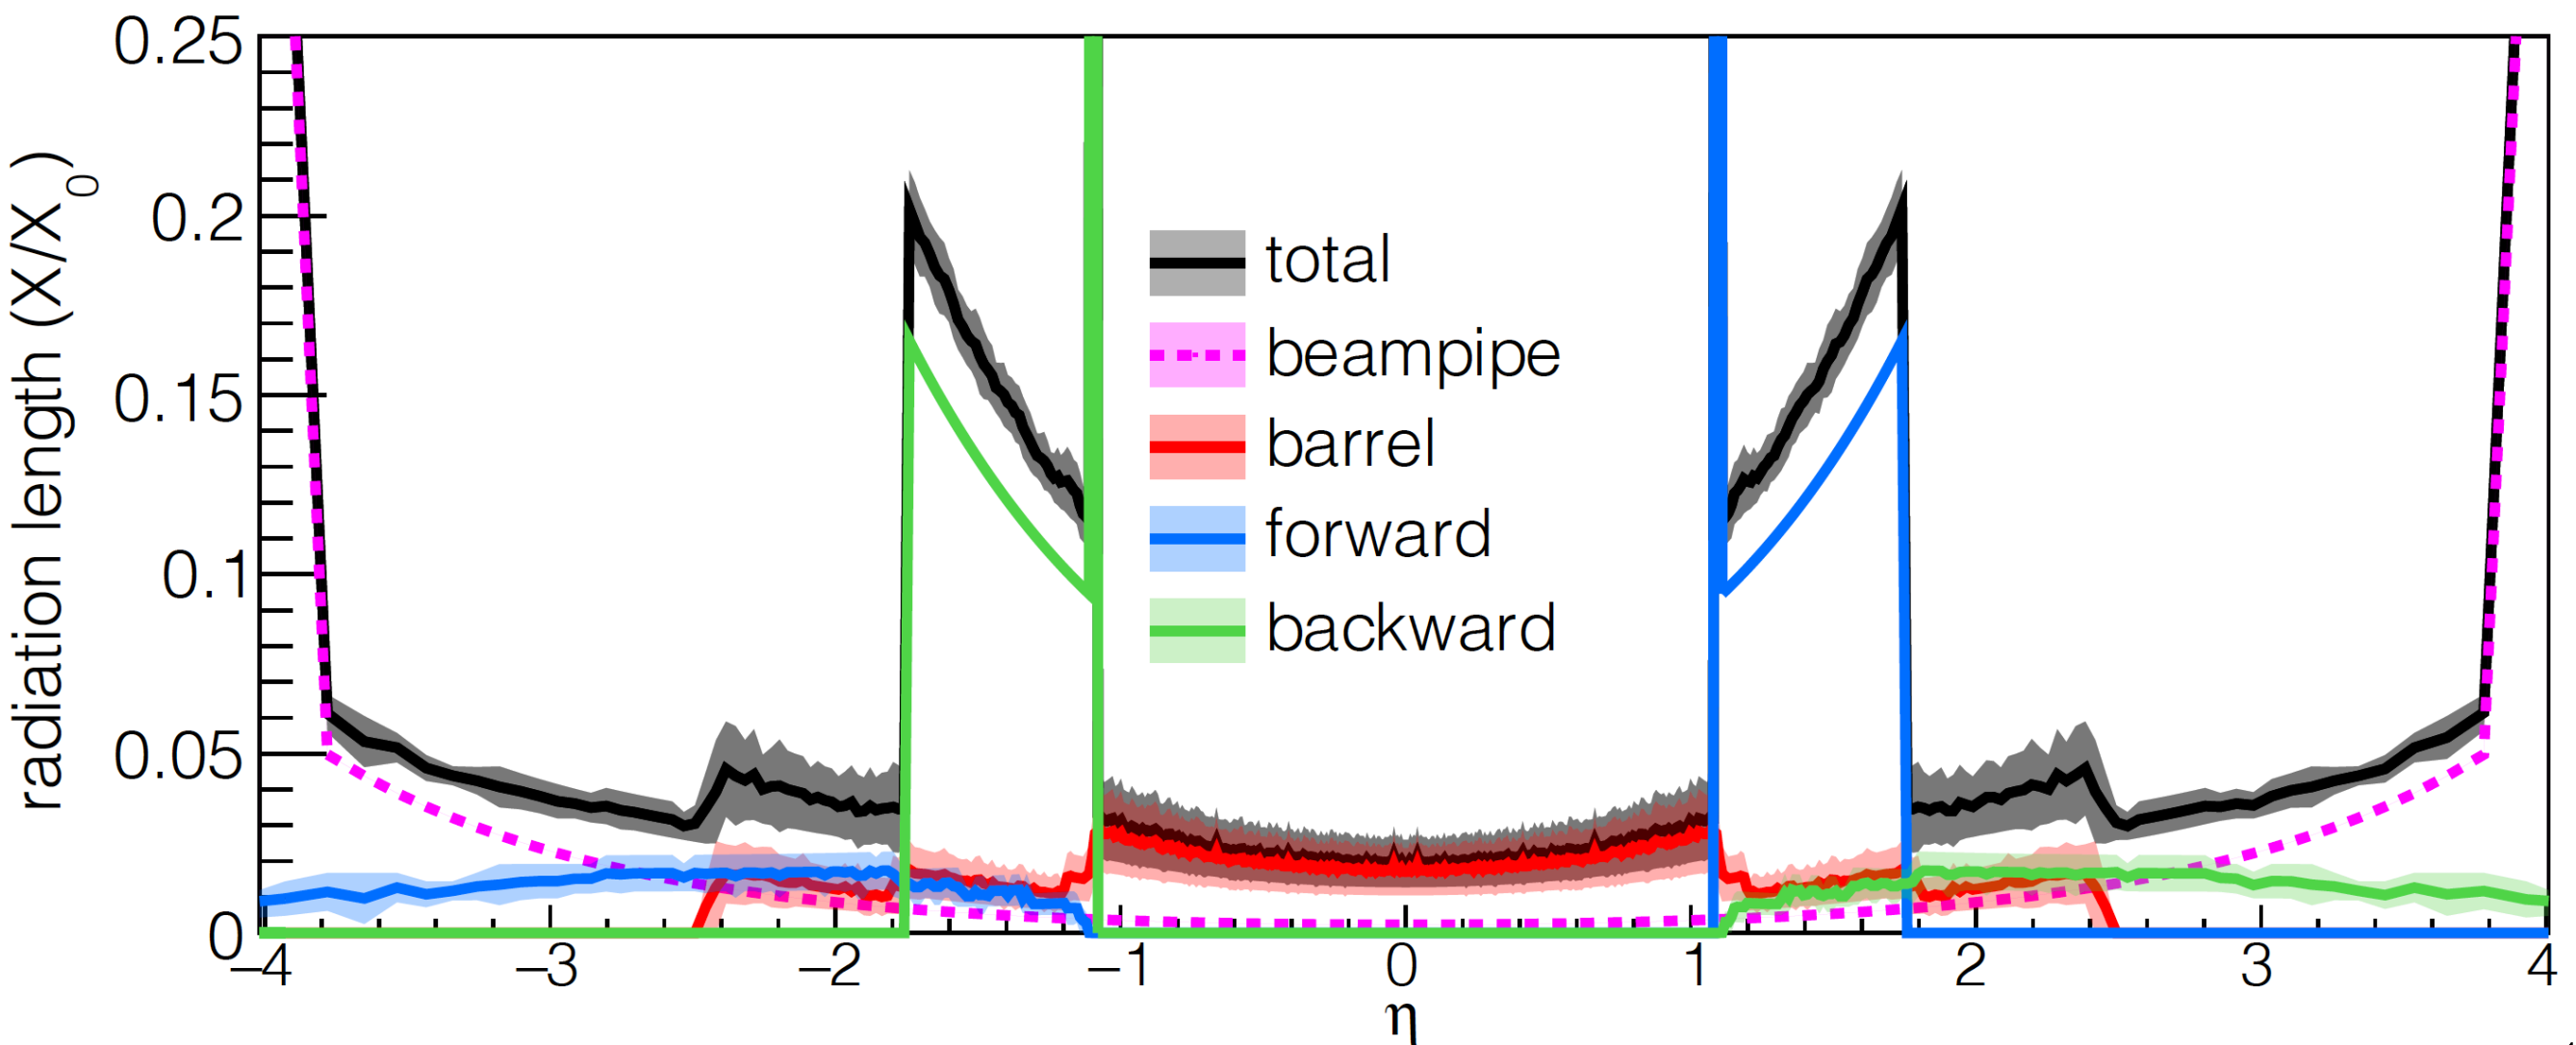 radiation length (X/X0)
0.25
0.2
0.15
0.1
0.05
0
total
beampipe
barrel
forward
backward
−4 −3 −2 −1 0 1 2 3 4
η